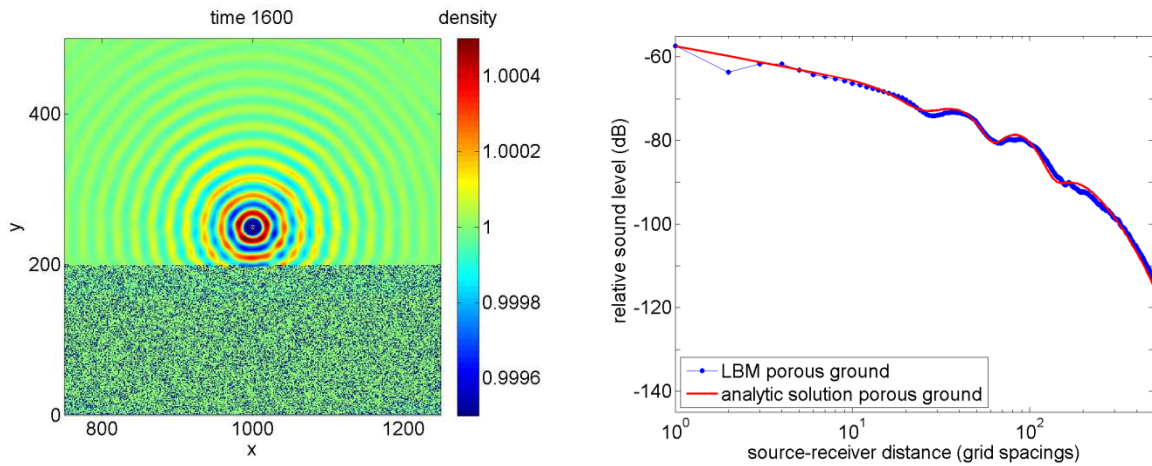 time 1600
density
1.0004
1.0002
1
0.9998
0.9996
y
400
200
0
800
1000
1200
x
relative sound level (dB)
-55
-60
-80
-100
-120
-140
LBM porous ground
analytic solution porous ground
10^0
10^1
10^2
source-receiver distance (grid spacings)